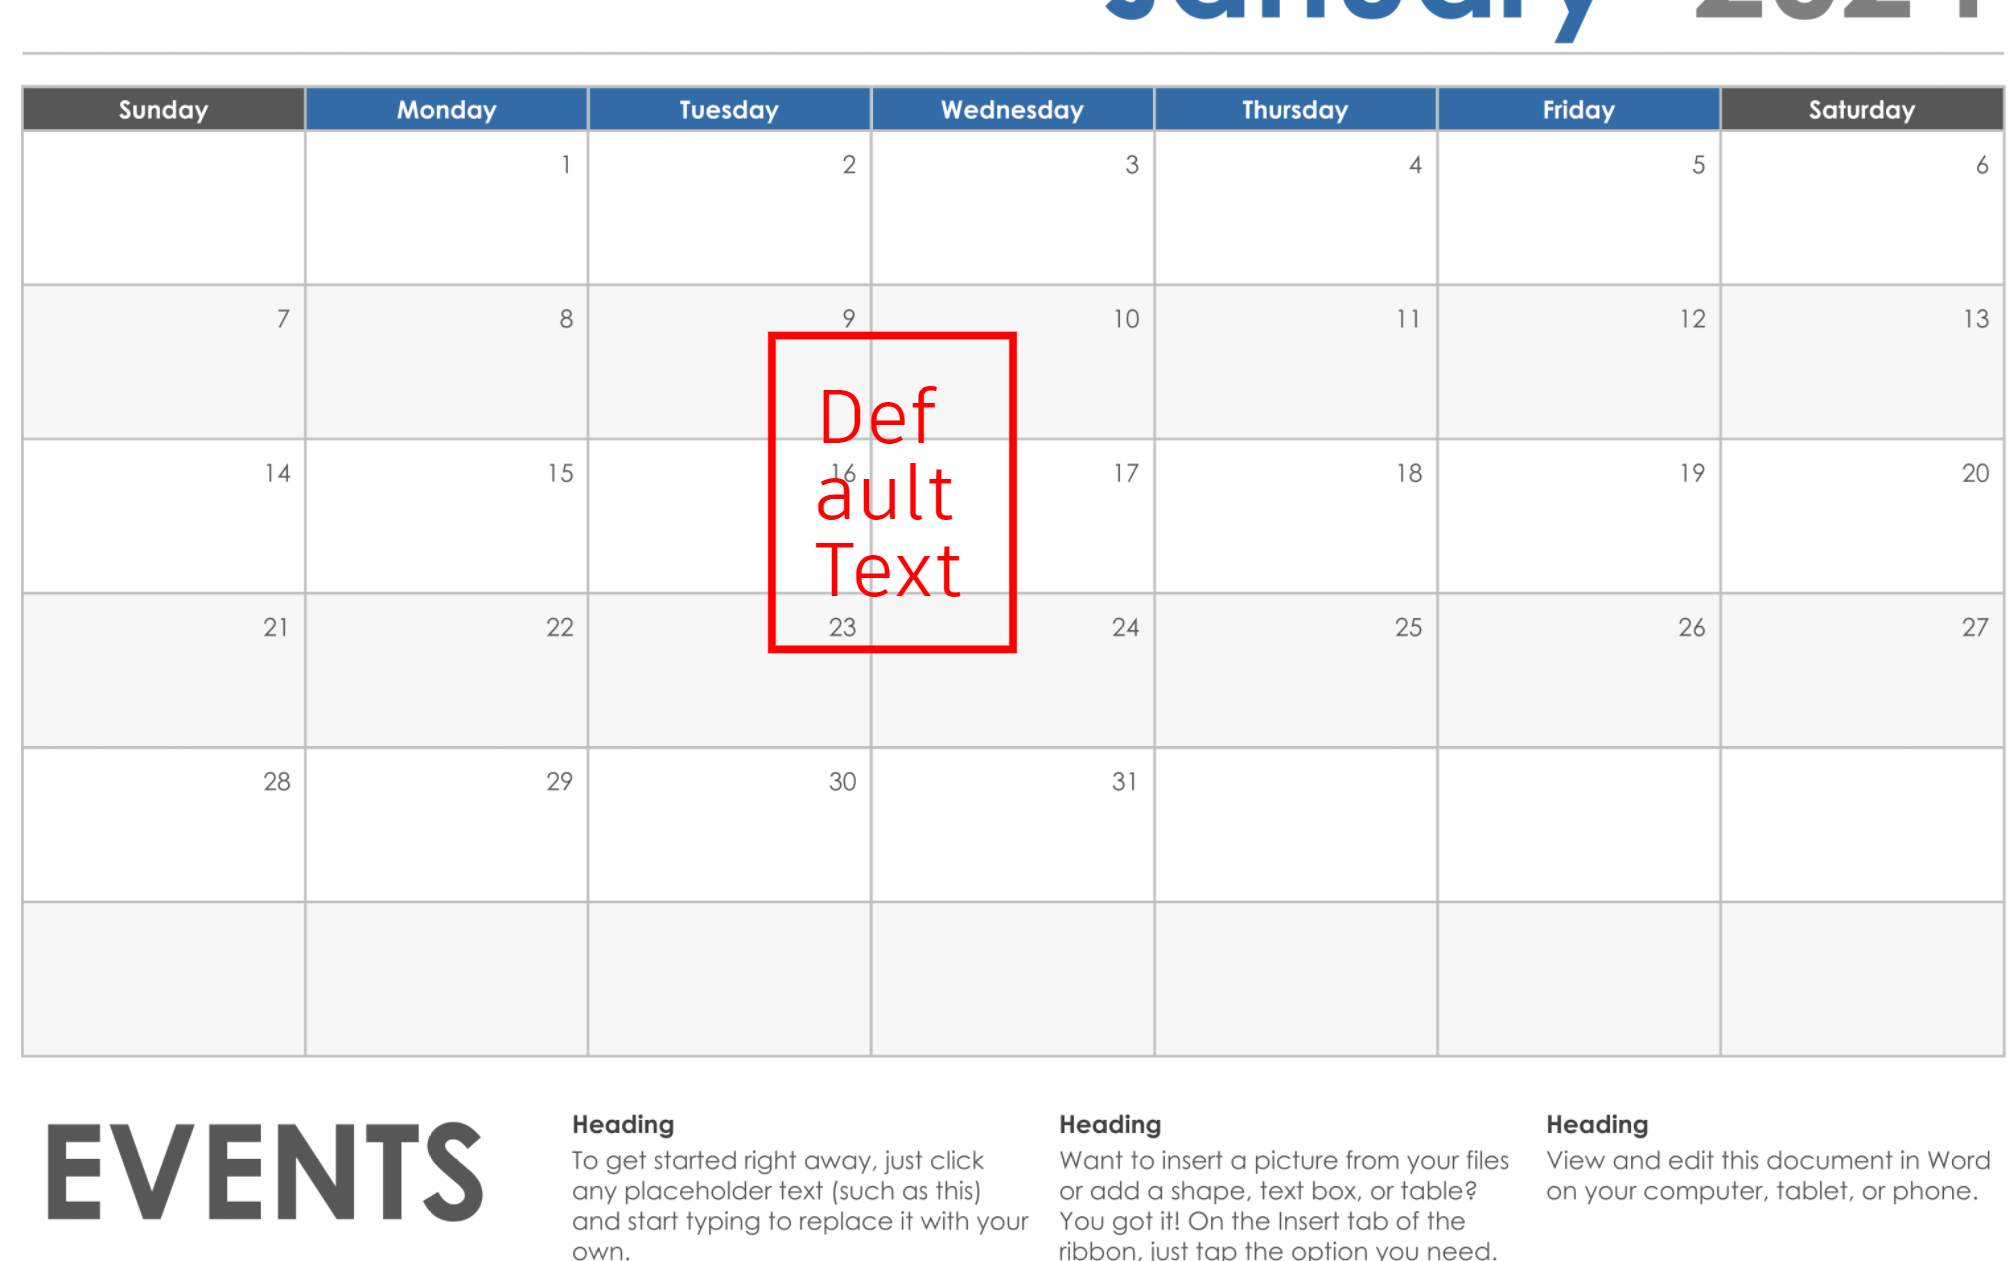 January 2024
Sunday Monday Tuesday Wednesday Thursday Friday Saturday
1 2 3 4 5 6
7 8 9 10 11 12 13
Def
ault
Text
14 15 16 17 18 19 20
21 22 23 24 25 26 27
28 29 30 31
EVENTS
Heading
To get started right away, just click
any placeholder text (such as this)
and start typing to replace it with your
own.
Heading
Want to insert a picture from your files
or add a shape, text box, or table?
You got it! On the Insert tab of the
ribbon, just tap the option you need.
Heading
View and edit this document in Word
on your computer, tablet, or phone.